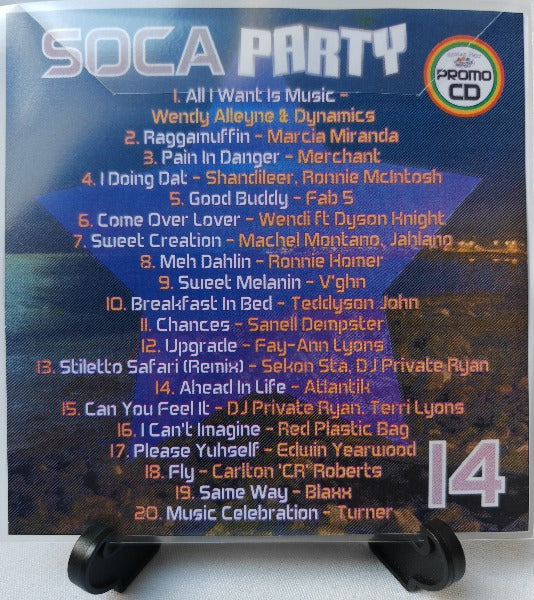 SOCA PARTY
PROMO
CD
1. All I Want Is Music -
Wendy Alleyne & Dynamics
2. Raggamuffin - Marcia Miranda
3. Pain In Danger - Merchant
4. I Doing Dat - Shandileer, Ronnie McIntosh
5. Good Buddy - Fab 5
6. Come Over Lover - Wendi ft Dyson Knight
7. Sweet Creation - Machel Montano, Jahlano
8. Meh Dahlin - Ronnie Homer
9. Sweet Melanin - V'ghn
10. Breakfast In Bed - Teddyson John
11. Chances - Sanell Dempster
12. Upgrade - Fay-Ann Lyons
13. Stiletto Safari (Remix) - Sekon Sta, DJ Private Ryan
14. Ahead In Life - Atlantik
15. Can You Feel It - DJ Private Ryan, Terri Lyons
16. I Can't Imagine - Red Plastic Bag
17. Please Yuhself - Edwin Yearwood
18. Fly - Carlton "CR" Roberts
19. Same Way - Blaxx
20. Music Celebration - Turner
14